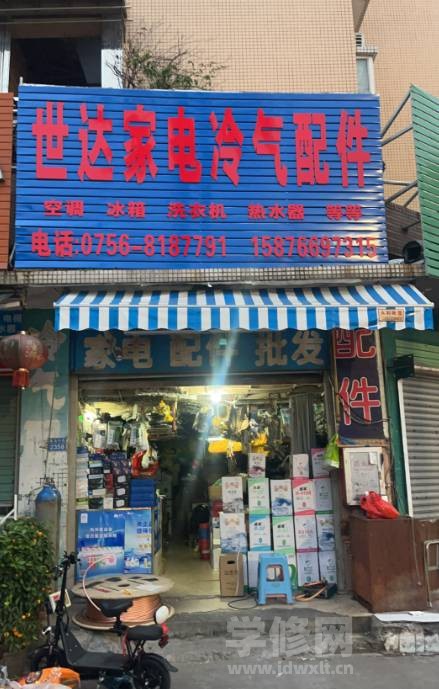 世达家电冷气配件
空调 冰箱 洗衣机 热水器 等等
电话:0756-8187791 15876697315
家电 配件 批发
配件
2358
学修网
www.jdwxlt.cn